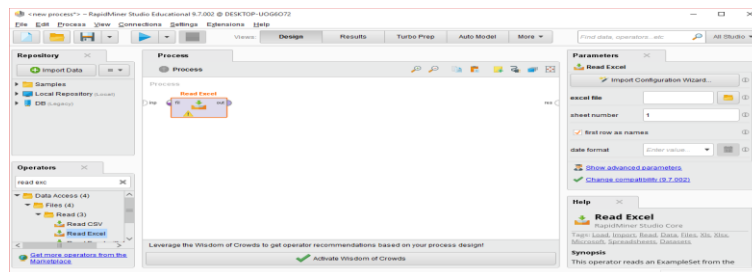 <new process*> – RapidMiner Studio Educational 9.7.002 @ DESKTOP-UOG6O72
File Edit Process View Connections Settings Extensions Help
Views: Design Results Turbo Prep Auto Model More
Find data, operators...etc All Studio
Repository
Import Data
Samples
Local Repository (Local)
DB (Legacy)
Operators
read exc
Data Access (4)
Files (4)
Read (3)
Read CSV
Read Excel
Get more operators from the
Marketplace
Process
Process
Process
Read Excel
inp fil out res
Leverage the Wisdom of Crowds to get operator recommendations based on your process design!
Activate Wisdom of Crowds
Parameters
Read Excel
Import Configuration Wizard...
excel file
sheet number 1
first row as names
date format Enter value...
Show advanced parameters
Change compatibility (9.7.002)
Help
Read Excel
RapidMiner Studio Core
Tags: Load, Import, Read, Data, Files, Xls, Xlsx,
Microsoft, Spreadsheets, Datasets
Synopsis
This operator reads an ExampleSet from the